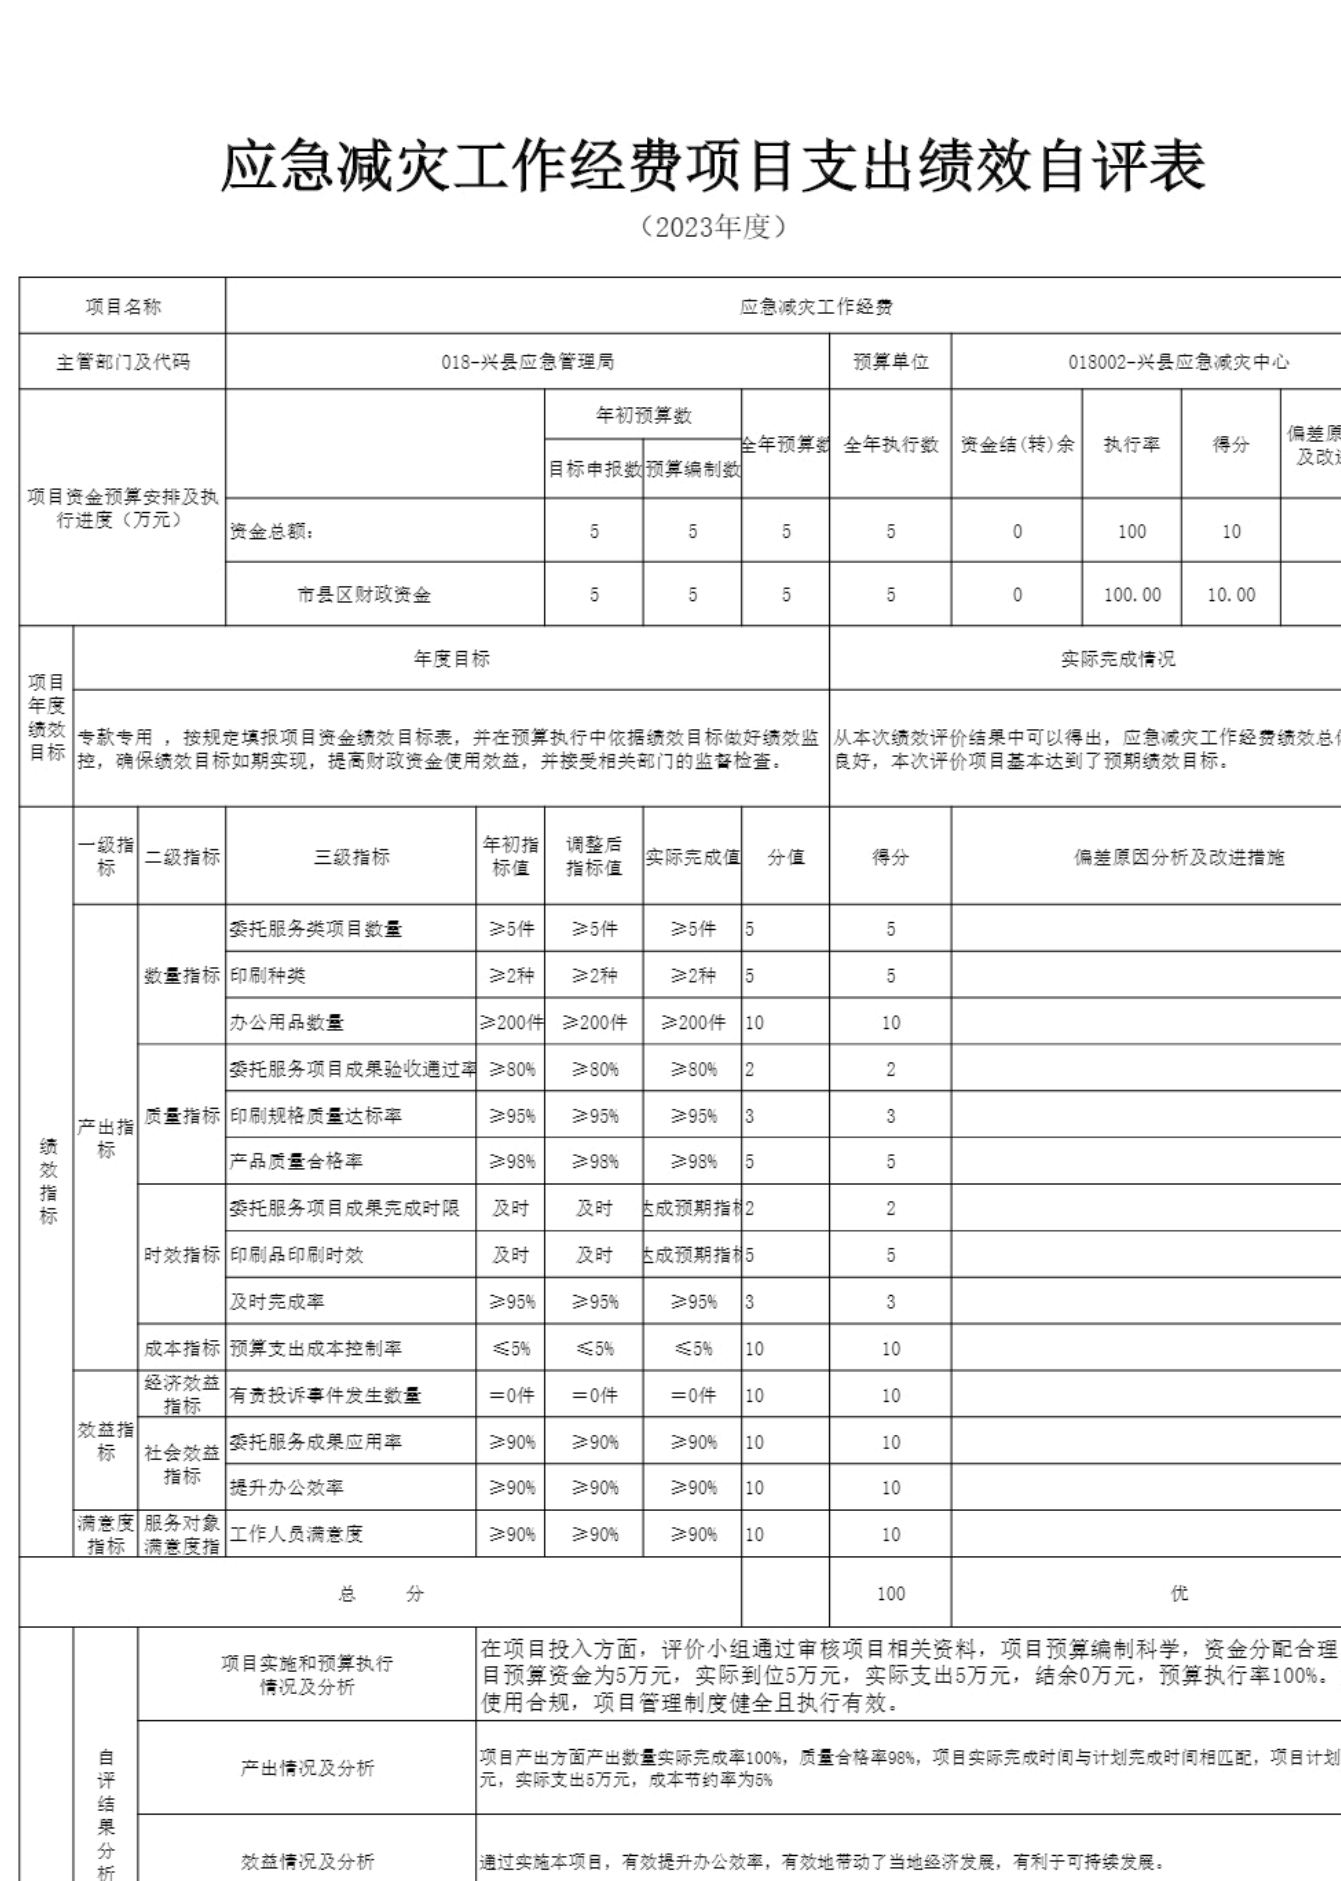 应急减灾工作经费项目支出绩效自评表
（2023年度）
项目名称 应急减灾工作经费
主管部门及代码 018-兴县应急管理局 预算单位 018002-兴县应急减灾中心
项目资金预算安排及执
行进度（万元）
年初预算数
目标申报数 预算编制数 全年预算数 全年执行数 资金结(转)余 执行率 得分 偏差原
及改进
资金总额： 5 5 5 5 0 100 10
市县区财政资金 5 5 5 5 0 100.00 10.00
项目
年度
绩效
目标
年度目标 实际完成情况
专款专用 ，按规定填报项目资金绩效目标表，并在预算执行中依据绩效目标做好绩效监
控，确保绩效目标如期实现，提高财政资金使用效益，并接受相关部门的监督检查。
从本次绩效评价结果中可以得出，应急减灾工作经费绩效总体
良好，本次评价项目基本达到了预期绩效目标。
绩
效
指
标
一级指
标
二级指标 三级指标 年初指
标值
调整后
指标值
实际完成值 分值 得分 偏差原因分析及改进措施
产出指
标
数量指标
委托服务类项目数量 ≥5件 ≥5件 ≥5件 5 5
印刷种类 ≥2种 ≥2种 ≥2种 5 5
办公用品数量 ≥200件 ≥200件 ≥200件 10 10
质量指标
委托服务项目成果验收通过率 ≥80% ≥80% ≥80% 2 2
印刷规格质量达标率 ≥95% ≥95% ≥95% 3 3
产品质量合格率 ≥98% ≥98% ≥98% 5 5
时效指标
委托服务项目成果完成时限 及时 及时 达成预期指标 2 2
印刷品印刷时效 及时 及时 达成预期指标 5 5
及时完成率 ≥95% ≥95% ≥95% 3 3
成本指标 预算支出成本控制率 ≤5% ≤5% ≤5% 10 10
效益指
标
经济效益
指标
有责投诉事件发生数量 =0件 =0件 =0件 10 10
社会效益
指标
委托服务成果应用率 ≥90% ≥90% ≥90% 10 10
提升办公效率 ≥90% ≥90% ≥90% 10 10
满意度
指标
服务对象
满意度指
工作人员满意度 ≥90% ≥90% ≥90% 10 10
总 分 100 优
自
评
结
果
分
析
项目实施和预算执行
情况及分析
在项目投入方面，评价小组通过审核项目相关资料，项目预算编制科学，资金分配合理
目预算资金为5万元，实际到位5万元，实际支出5万元，结余0万元，预算执行率100%。
使用合规，项目管理制度健全且执行有效。
产出情况及分析
项目产出方面产出数量实际完成率100%，质量合格率98%，项目实际完成时间与计划完成时间相匹配，项目计划
元，实际支出5万元，成本节约率为5%
效益情况及分析
通过实施本项目，有效提升办公效率，有效地带动了当地经济发展，有利于可持续发展。